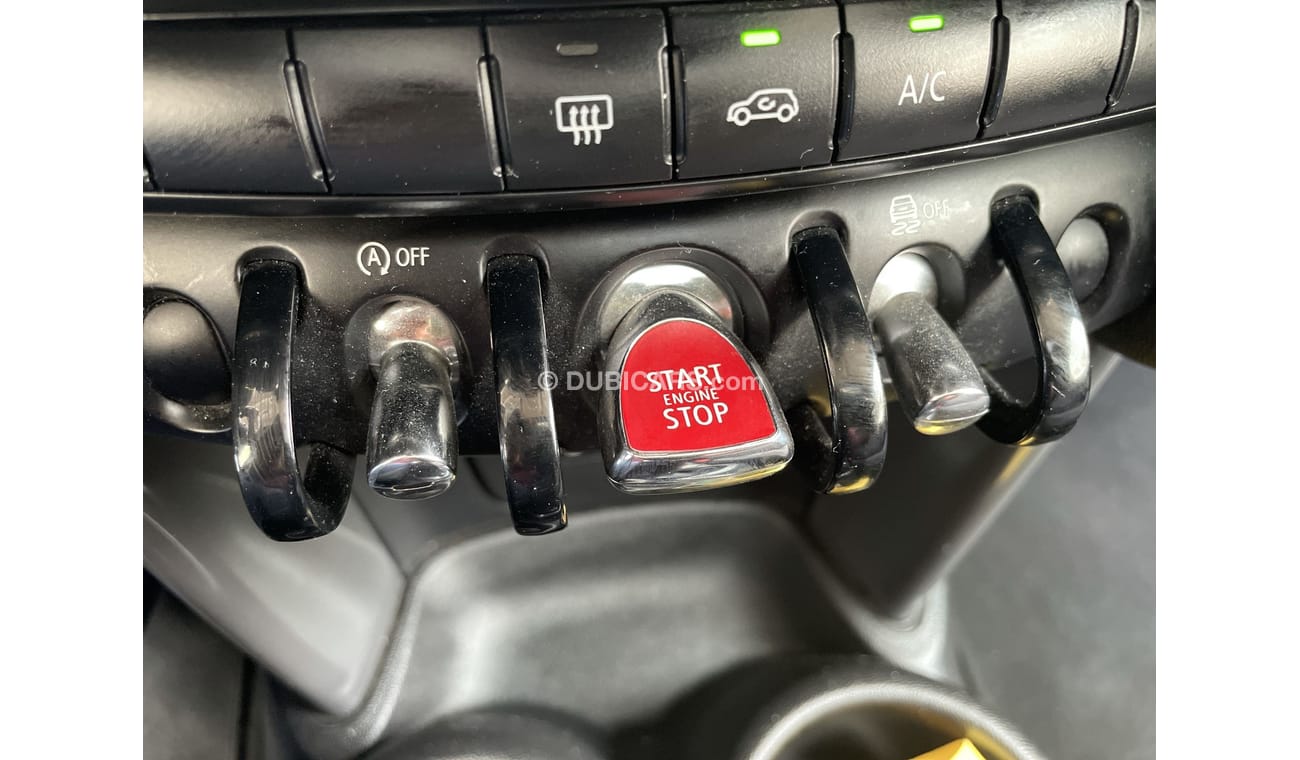 A/C
OFF
A OFF
START
ENGINE
STOP
© DUBICARS.com